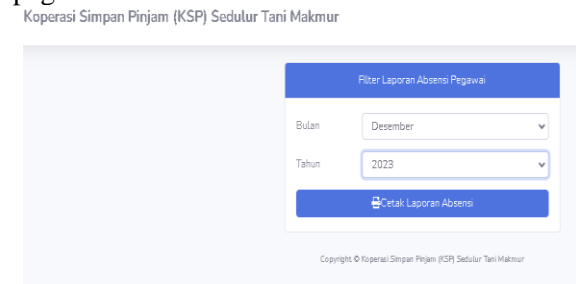 Koperasi Simpan Pinjam (KSP) Sedulur Tani Makmur
Filter Laporan Absensi Pegawai
Bulan Desember
Tahun 2023
Cetak Laporan Absensi
Copyright © Koperasi Simpan Pinjam (KSP) Sedulur Tani Makmur